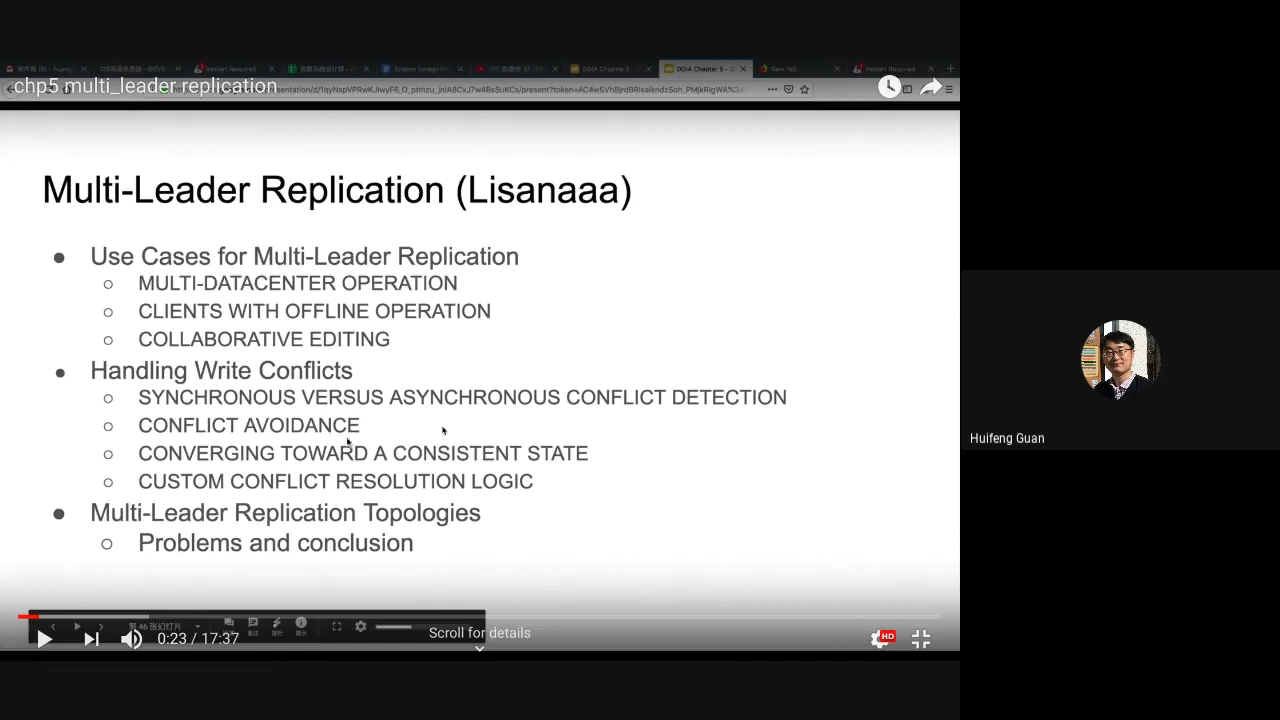 chp5 multi_leader replication
Multi-Leader Replication (Lisanaaa)
● Use Cases for Multi-Leader Replication
○ MULTI-DATACENTER OPERATION
○ CLIENTS WITH OFFLINE OPERATION
○ COLLABORATIVE EDITING
● Handling Write Conflicts
○ SYNCHRONOUS VERSUS ASYNCHRONOUS CONFLICT DETECTION
○ CONFLICT AVOIDANCE
○ CONVERGING TOWARD A CONSISTENT STATE
○ CUSTOM CONFLICT RESOLUTION LOGIC
● Multi-Leader Replication Topologies
○ Problems and conclusion
Huifeng Guan
Scroll for details
0:23 / 17:37
HD